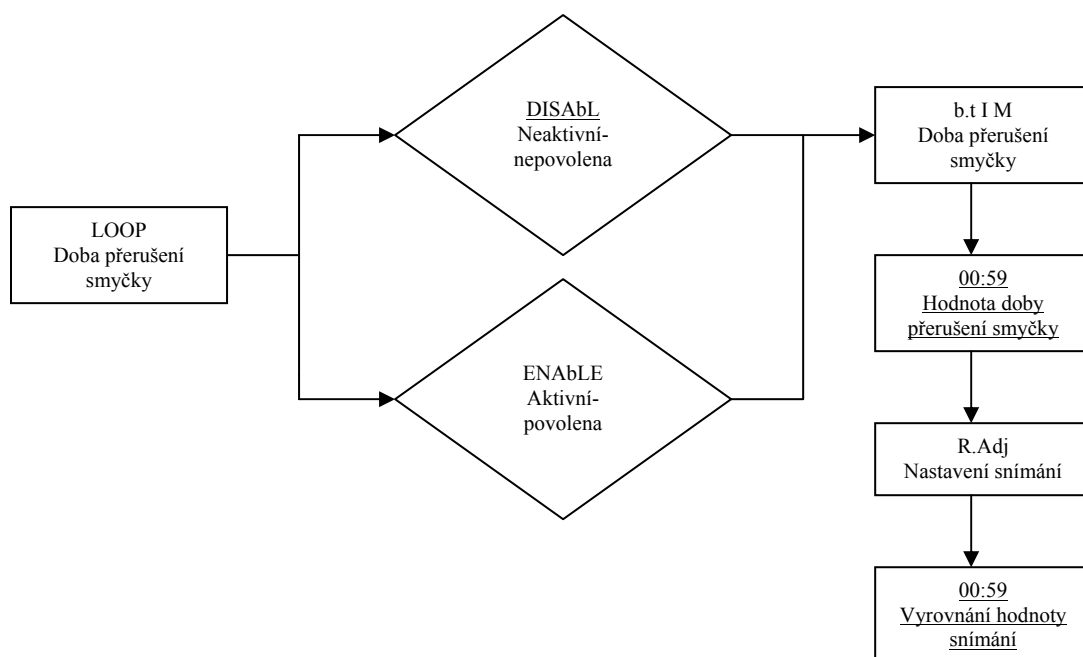 LOOP
Doba přerušení
smyčky
DISAbL
Neaktivní-
nepovolena
ENAbLE
Aktivní-
povolena
b.t I M
Doba přerušení
smyčky
00:59
Hodnota doby
přerušení smyčky
R.Adj
Nastavení snímání
00:59
Vyrovnání hodnoty
snímání